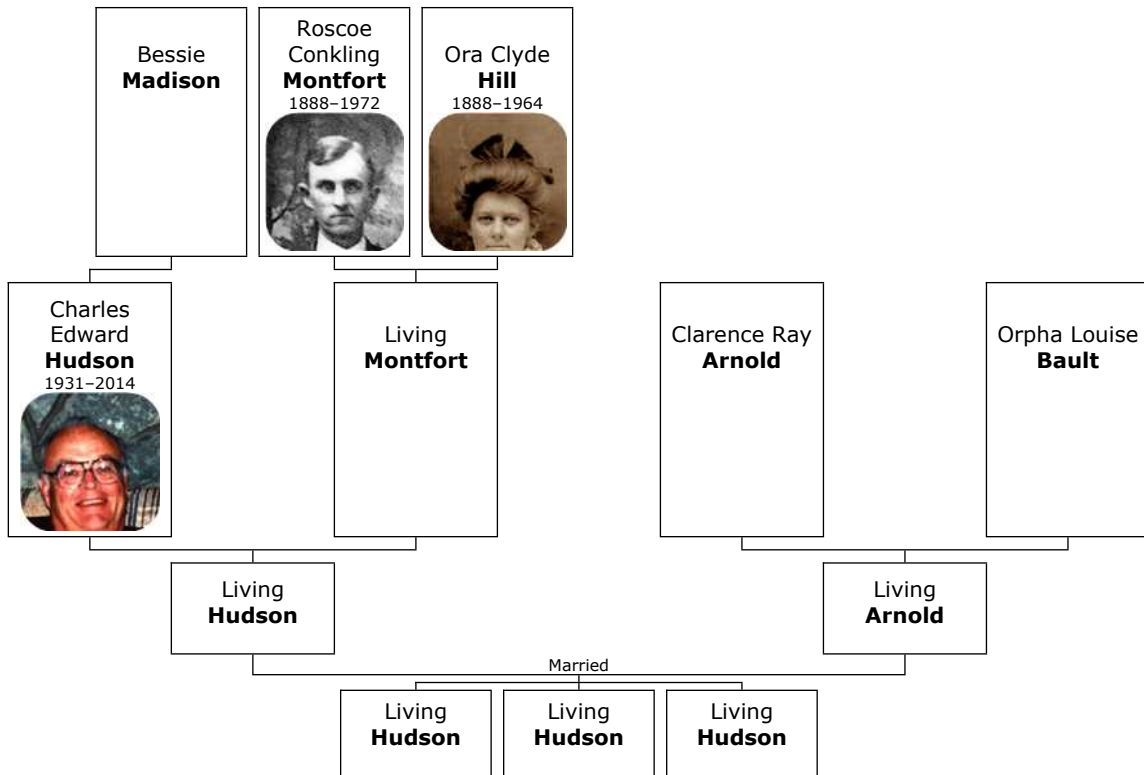 Bessie
Madison
Roscoe
Conkling
Montfort
1888–1972
Ora Clyde
Hill
1888–1964
Charles
Edward
Hudson
1931–2014
Living
Montfort
Clarence Ray
Arnold
Orpha Louise
Bault
Living
Hudson
Living
Arnold
Married
Living
Hudson
Living
Hudson
Living
Hudson